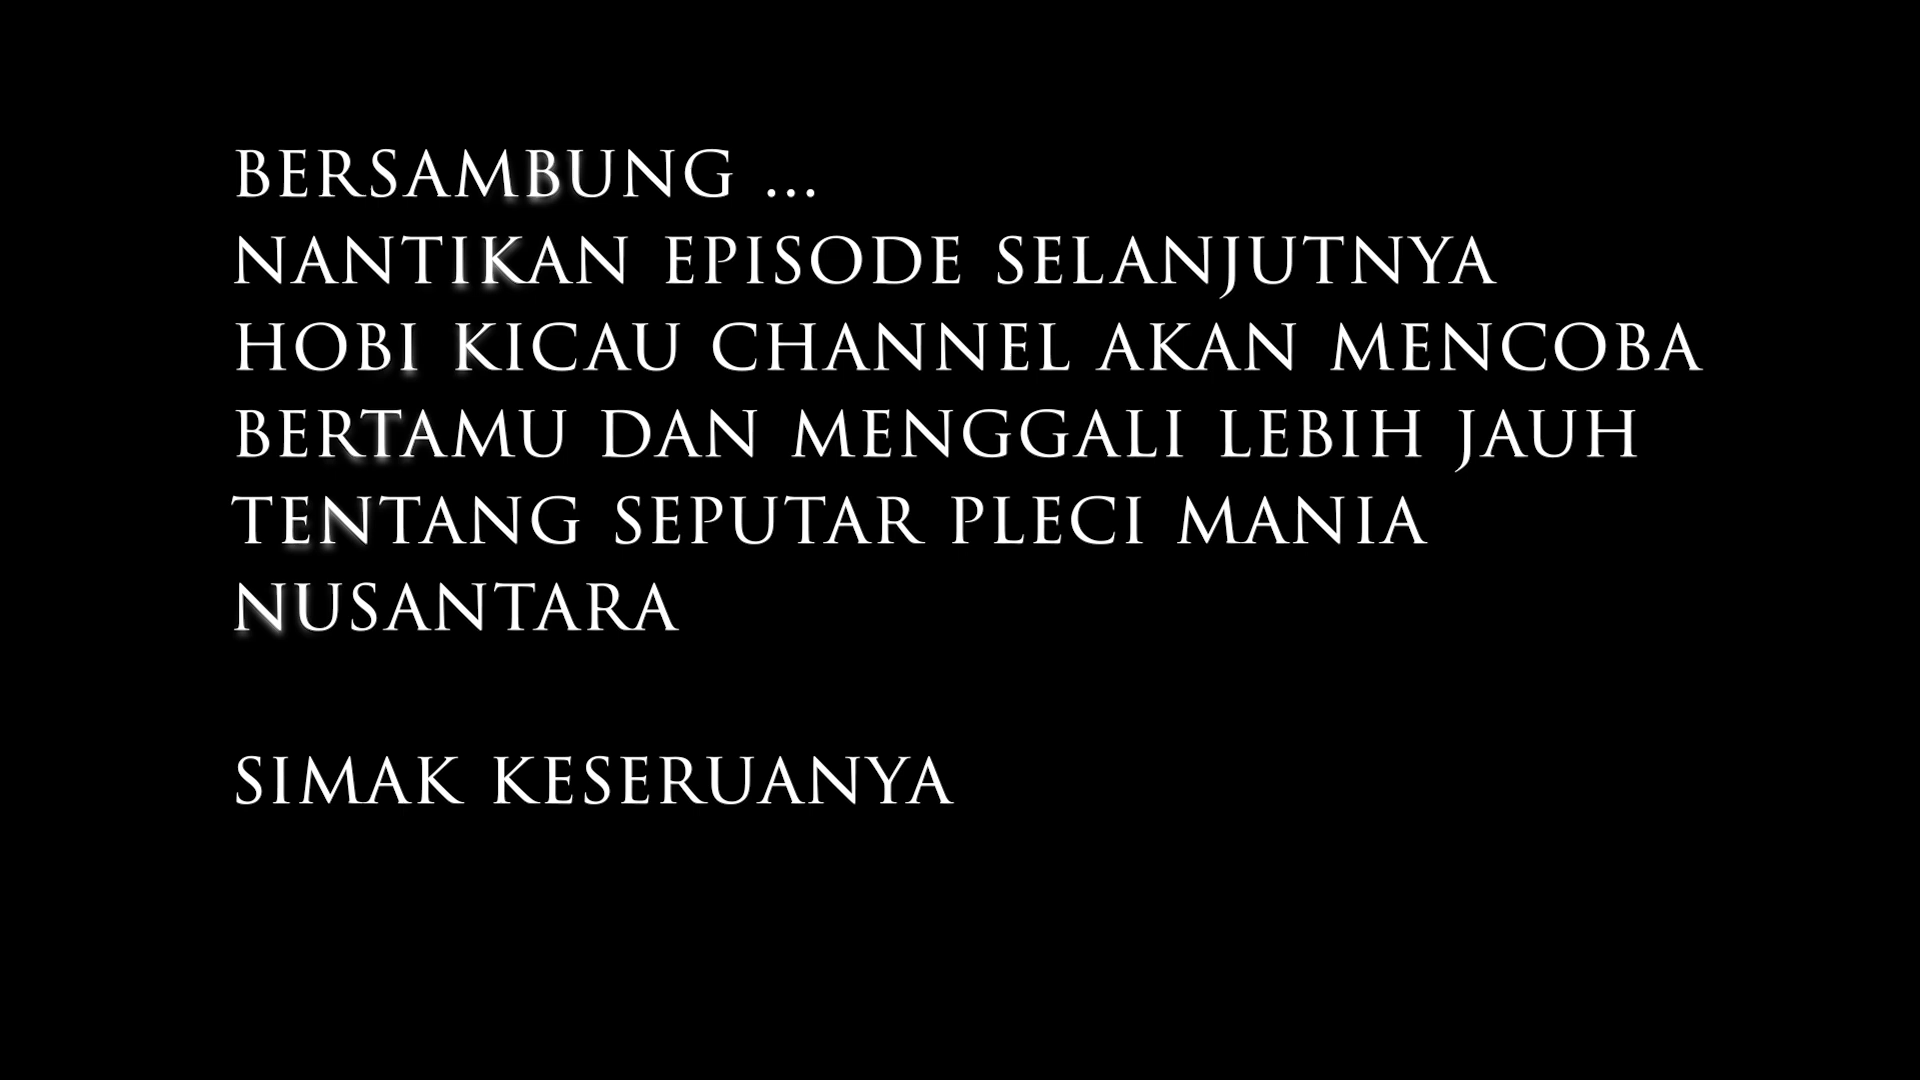 BERSAMBUNG ...
NANTIKAN EPISODE SELANJUTNYA
HOBI KICAU CHANNEL AKAN MENCOBA
BERTAMU DAN MENGGALI LEBIH JAUH
TENTANG SEPUTAR PLECI MANIA
NUSANTARA
SIMAK KESERUANYA